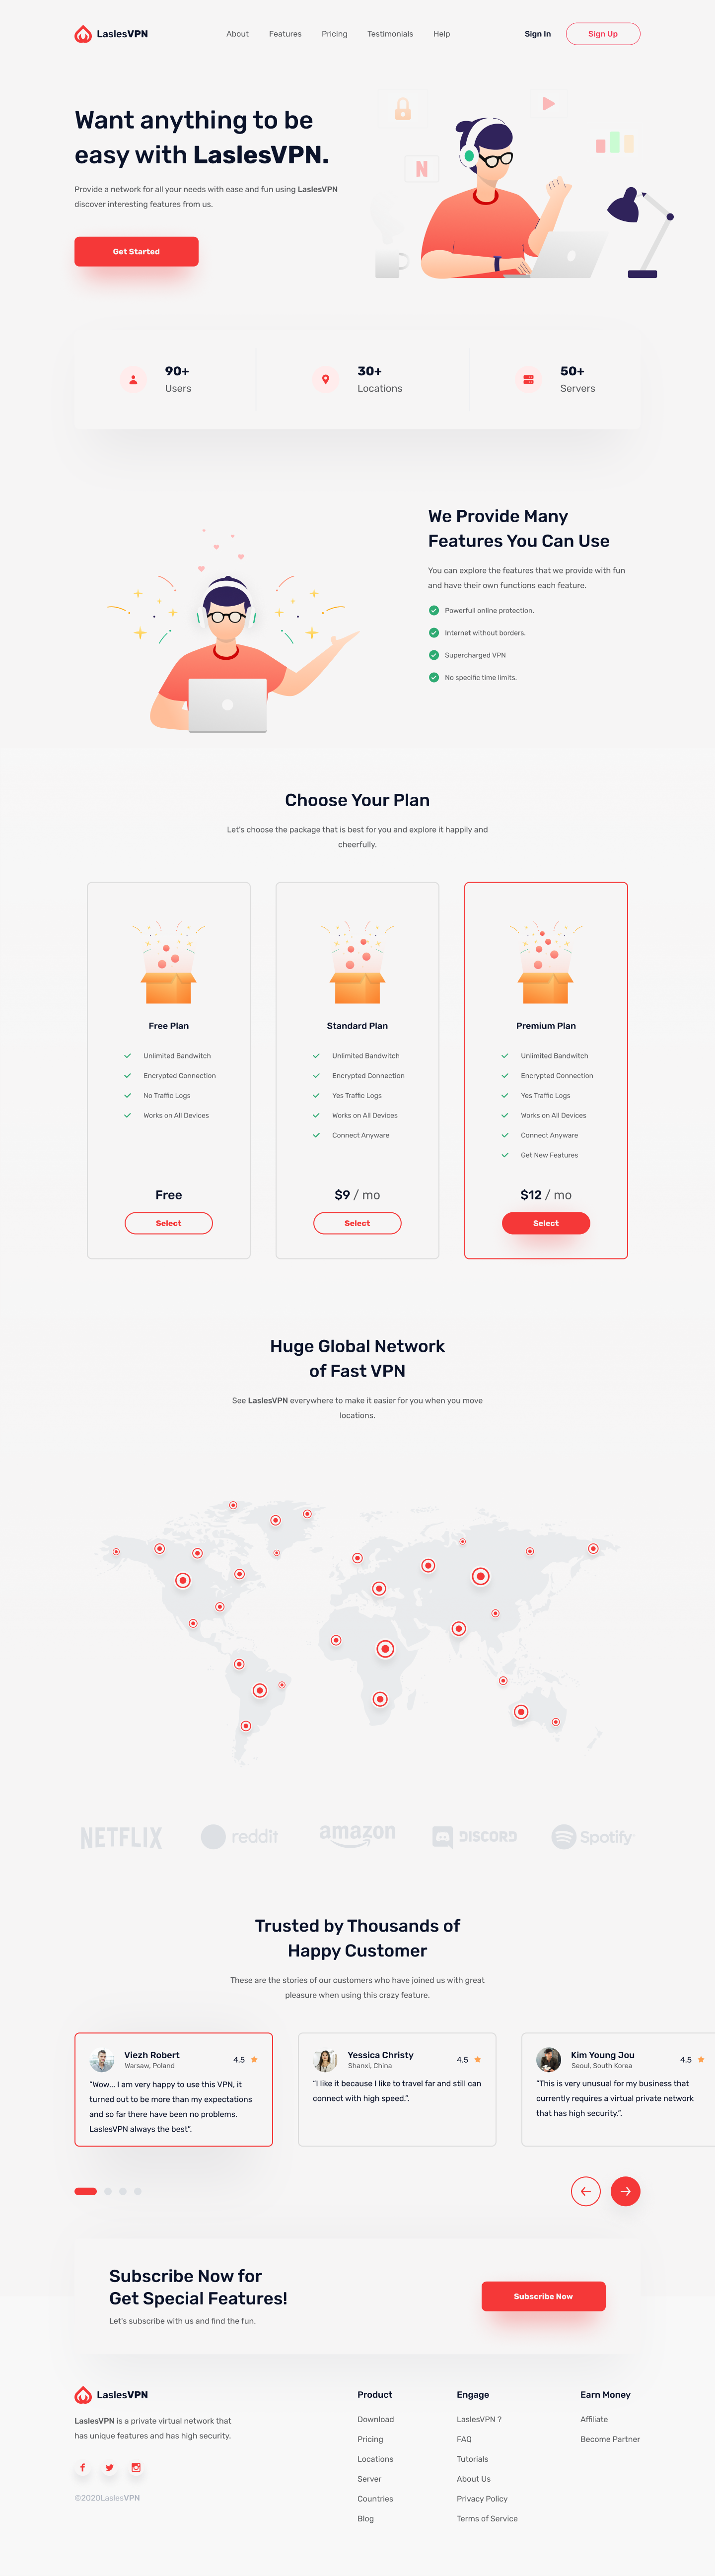 LaslesVPN
About
Features
Pricing
Testimonials
Help
Sign In
Sign Up
Want anything to be
easy with LaslesVPN.
Provide a network for all your needs with ease and fun using LaslesVPN
discover interesting features from us.
Get Started
N
90+
Users
30+
Locations
50+
Servers
We Provide Many
Features You Can Use
You can explore the features that we provide with fun
and have their own functions each feature.
Powerfull online protection.
Internet without borders.
Supercharged VPN
No specific time limits.
Choose Your Plan
Let's choose the package that is best for you and explore it happily and
cheerfully.
Free Plan
Unlimited Bandwitch
Encrypted Connection
No Traffic Logs
Works on All Devices
Free
Select
Standard Plan
Unlimited Bandwitch
Encrypted Connection
Yes Traffic Logs
Works on All Devices
Connect Anyware
$9 / mo
Select
Premium Plan
Unlimited Bandwitch
Encrypted Connection
Yes Traffic Logs
Works on All Devices
Connect Anyware
Get New Features
$12 / mo
Select
Huge Global Network
of Fast VPN
See LaslesVPN everywhere to make it easier for you when you move
locations.
NETFLIX
reddit
amazon
DISCORD
Spotify
Trusted by Thousands of
Happy Customer
These are the stories of our customers who have joined us with great
pleasure when using this crazy feature.
Viezh Robert
Warsaw, Poland
4.5
“Wow... I am very happy to use this VPN, it
turned out to be more than my expectations
and so far there have been no problems.
LaslesVPN always the best”.
Yessica Christy
Shanxi, China
4.5
“I like it because I like to travel far and still can
connect with high speed.”.
Kim Young Jou
Seoul, South Korea
4.5
“This is very unusual for my business that
currently requires a virtual private network
that has high security.”.
Subscribe Now for
Get Special Features!
Let's subscribe with us and find the fun.
Subscribe Now
LaslesVPN
LaslesVPN is a private virtual network that
has unique features and has high security.
©2020LaslesVPN
Product
Download
Pricing
Locations
Server
Countries
Blog
Engage
LaslesVPN ?
FAQ
Tutorials
About Us
Privacy Policy
Terms of Service
Earn Money
Affiliate
Become Partner